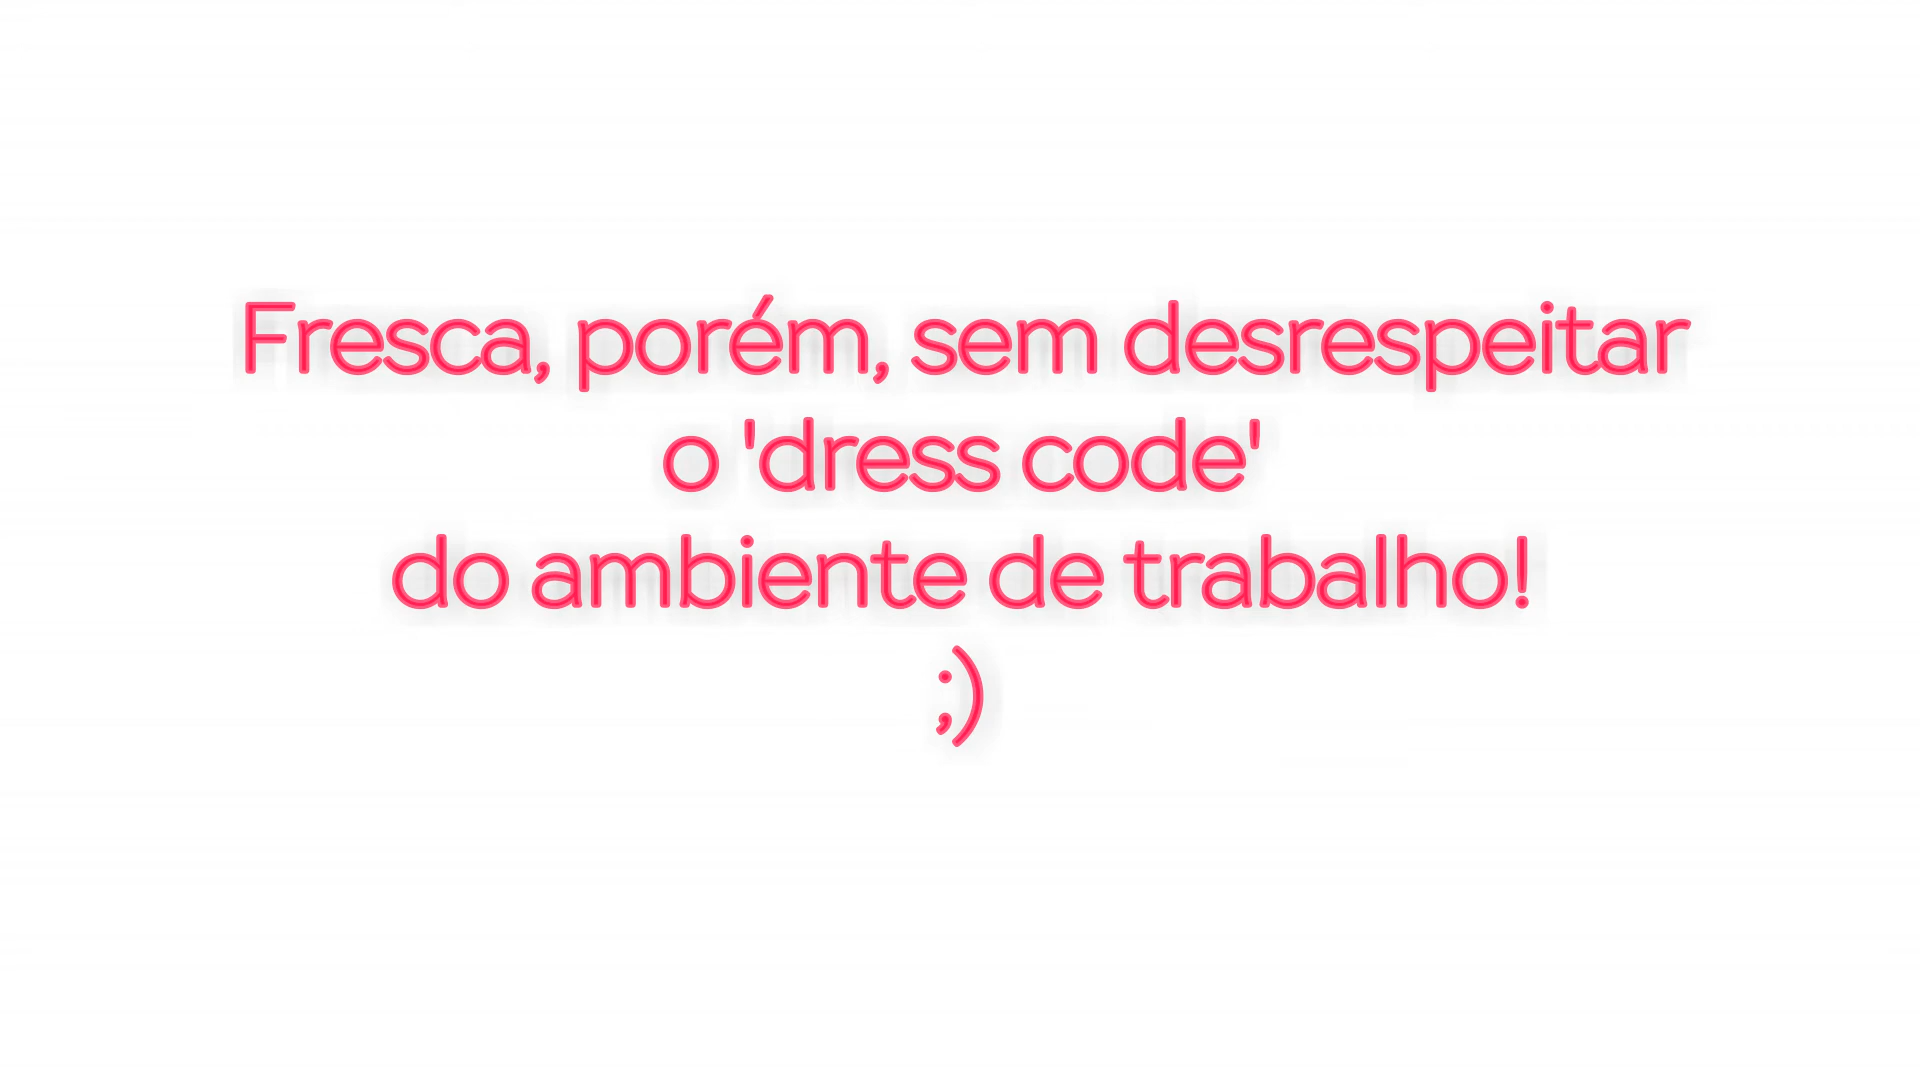 Fresca, porém, sem desrespeitar
o 'dress code'
do ambiente de trabalho!
;)